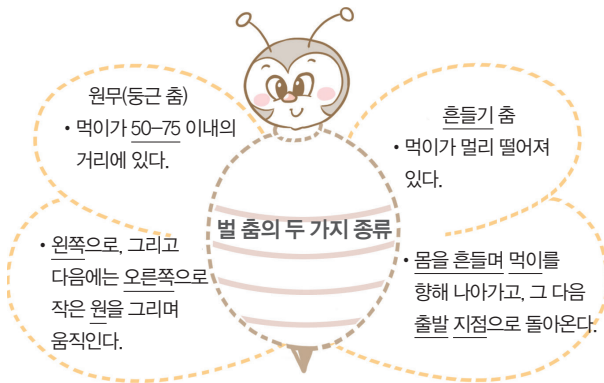 원무(둥근 춤)
• 먹이가 50-75 이내의
거리에 있다.
흔들기 춤
• 먹이가 멀리 떨어져
있다.
벌 춤의 두 가지 종류
• 왼쪽으로, 그리고
다음에는 오른쪽으로
작은 원을 그리며
움직인다.
• 몸을 흔들며 먹이를
향해 나아가고, 그 다음
출발 지점으로 돌아온다.